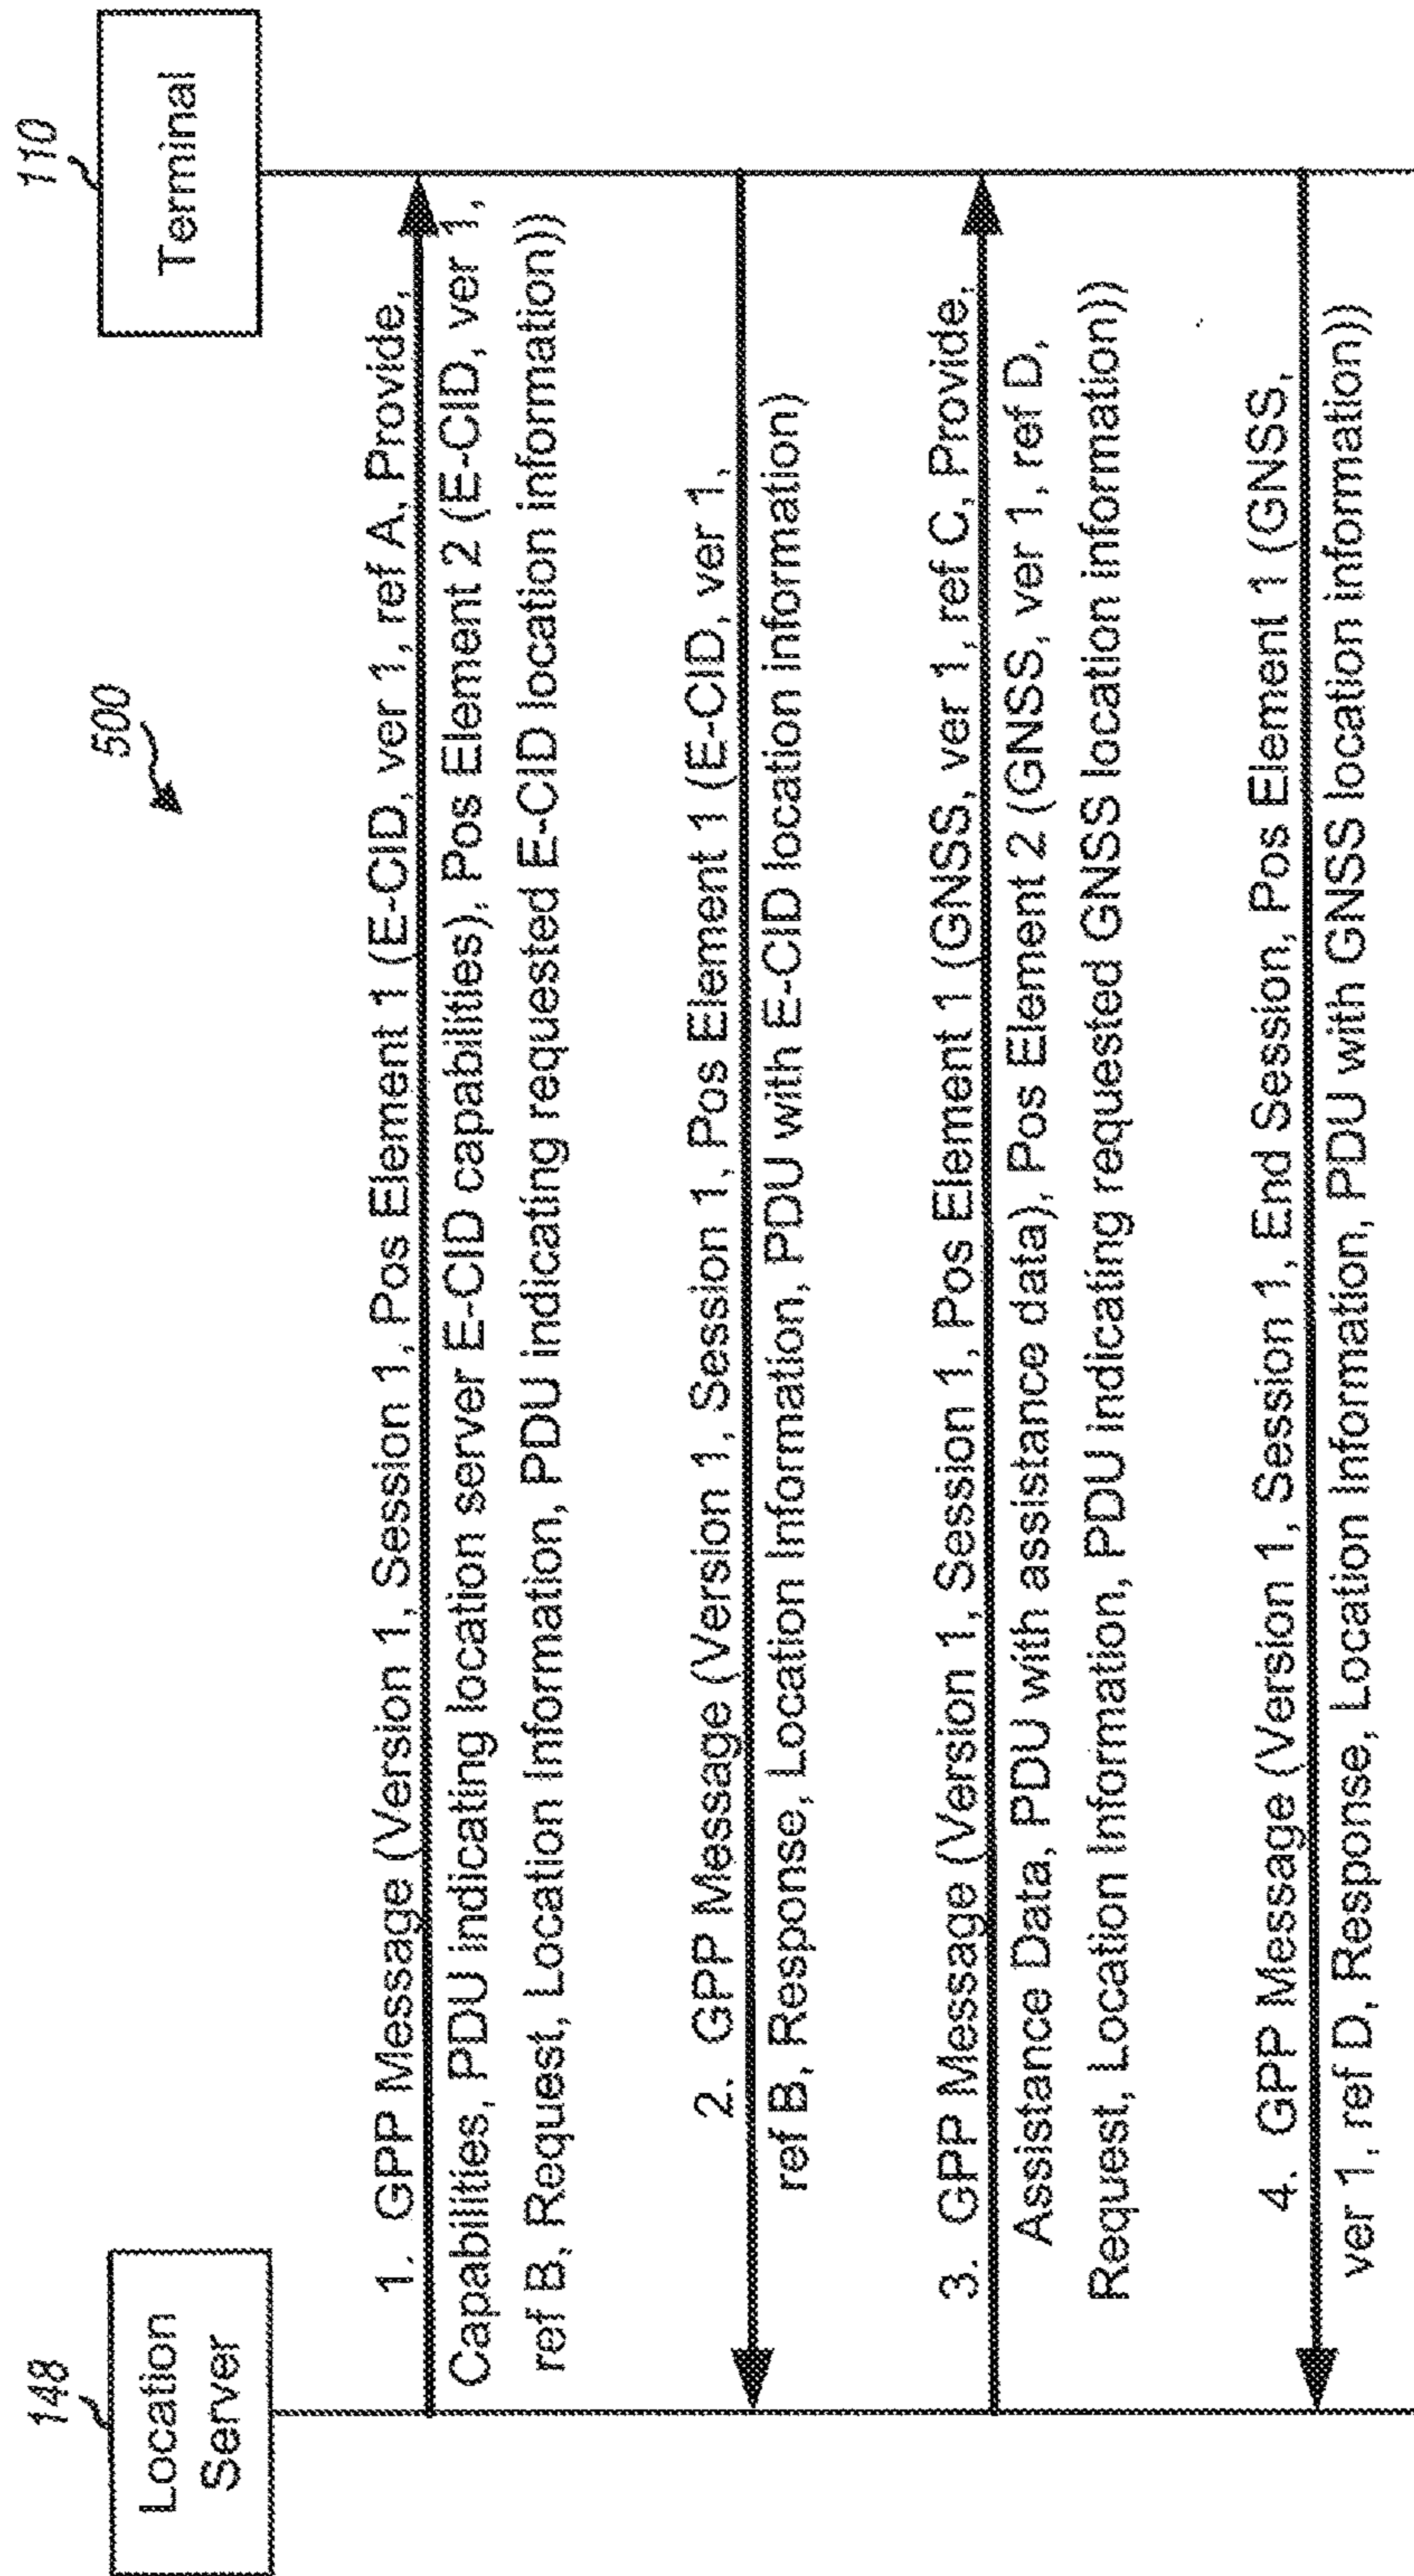 500
148
110
Location
Server
Terminal
1. GPP Message (Version 1, Session 1, Pos Element 1 (E-CID, ver 1, ref A, Provide,
Capabilities, PDU indicating location server E-CID capabilities), Pos Element 2 (E-CID, ver 1,
ref B, Request, Location Information, PDU indicating requested E-CID location information))
2. GPP Message (Version 1, Session 1, Pos Element 1 (E-CID, ver 1,
ref B, Response, Location Information, PDU with E-CID location information)
3. GPP Message (Version 1, Session 1, Pos Element 1 (GNSS, ver 1, ref C, Provide,
Assistance Data, PDU with assistance data), Pos Element 2 (GNSS, ver 1, ref D,
Request, Location Information, PDU indicating requested GNSS location information))
4. GPP Message (Version 1, Session 1, End Session, Pos Element 1 (GNSS,
ver 1, ref D, Response, Location Information, PDU with GNSS location information))